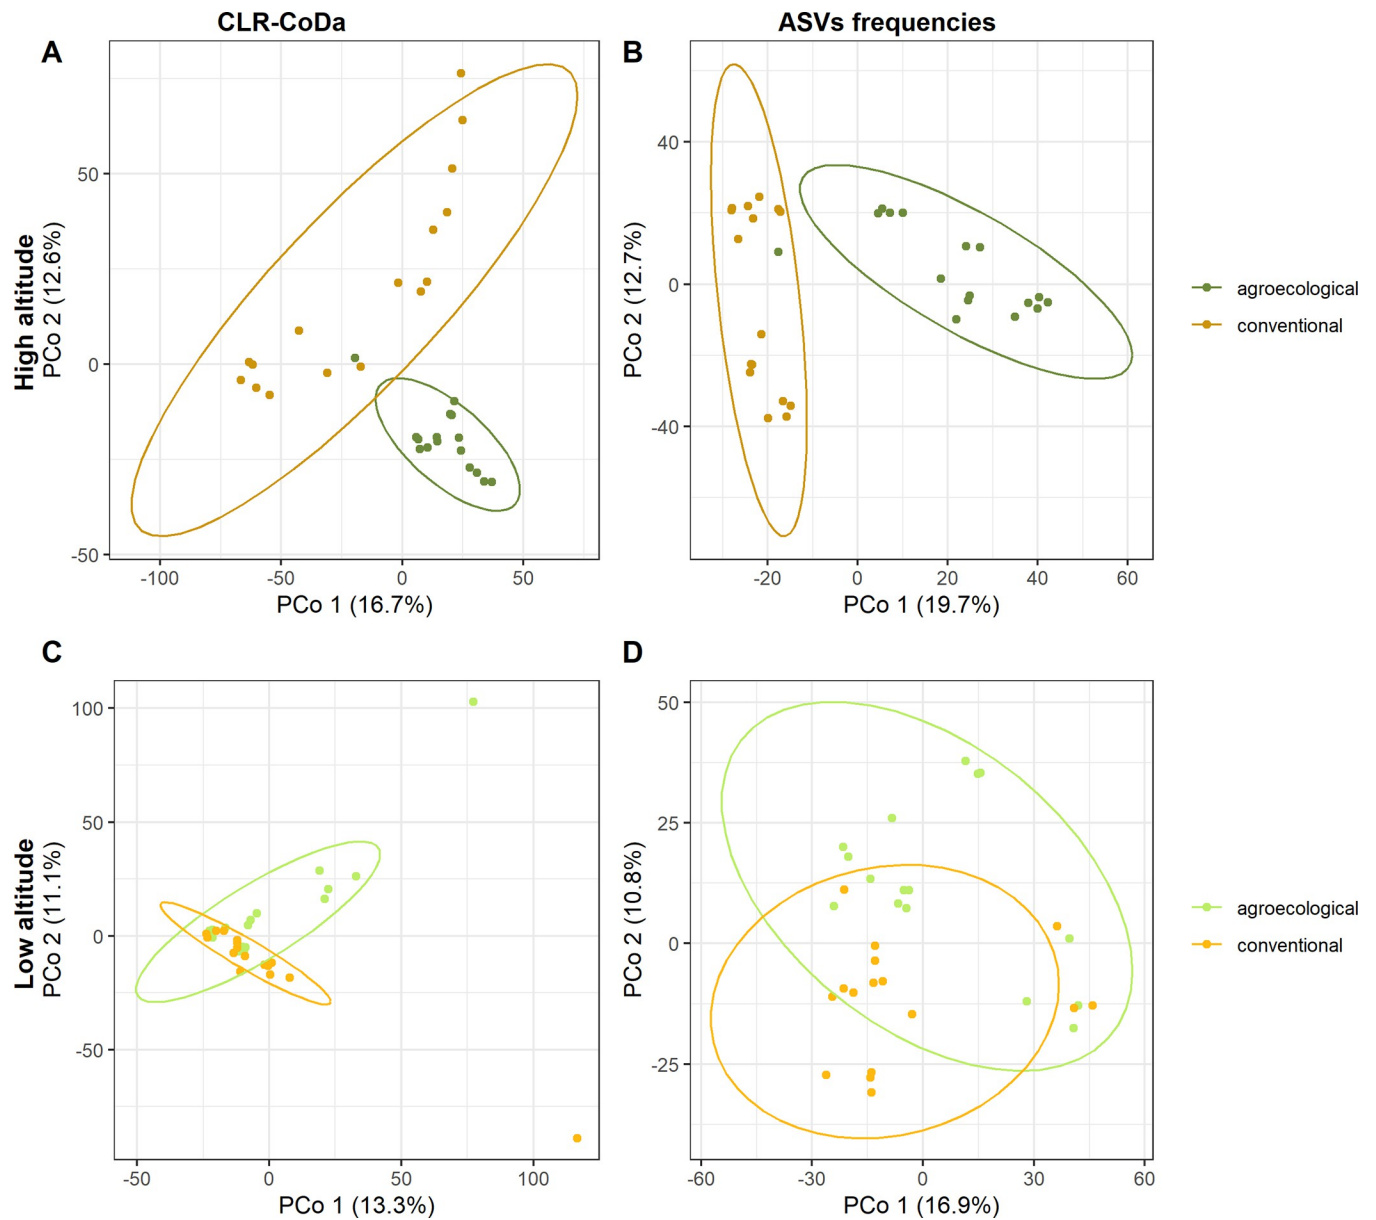 CLR-CoDa
ASVs frequencies
A
B
High altitude
PCo 2 (12.6%)
50
0
-50
-100
-50
0
50
PCo 1 (16.7%)
PCo 2 (12.7%)
40
0
-40
-20
0
20
40
60
PCo 1 (19.7%)
agroecological
conventional
C
D
Low altitude
PCo 2 (11.1%)
100
50
0
-50
-50
0
50
100
PCo 1 (13.3%)
PCo 2 (10.8%)
50
25
0
-25
-60
-30
0
30
60
PCo 1 (16.9%)
agroecological
conventional